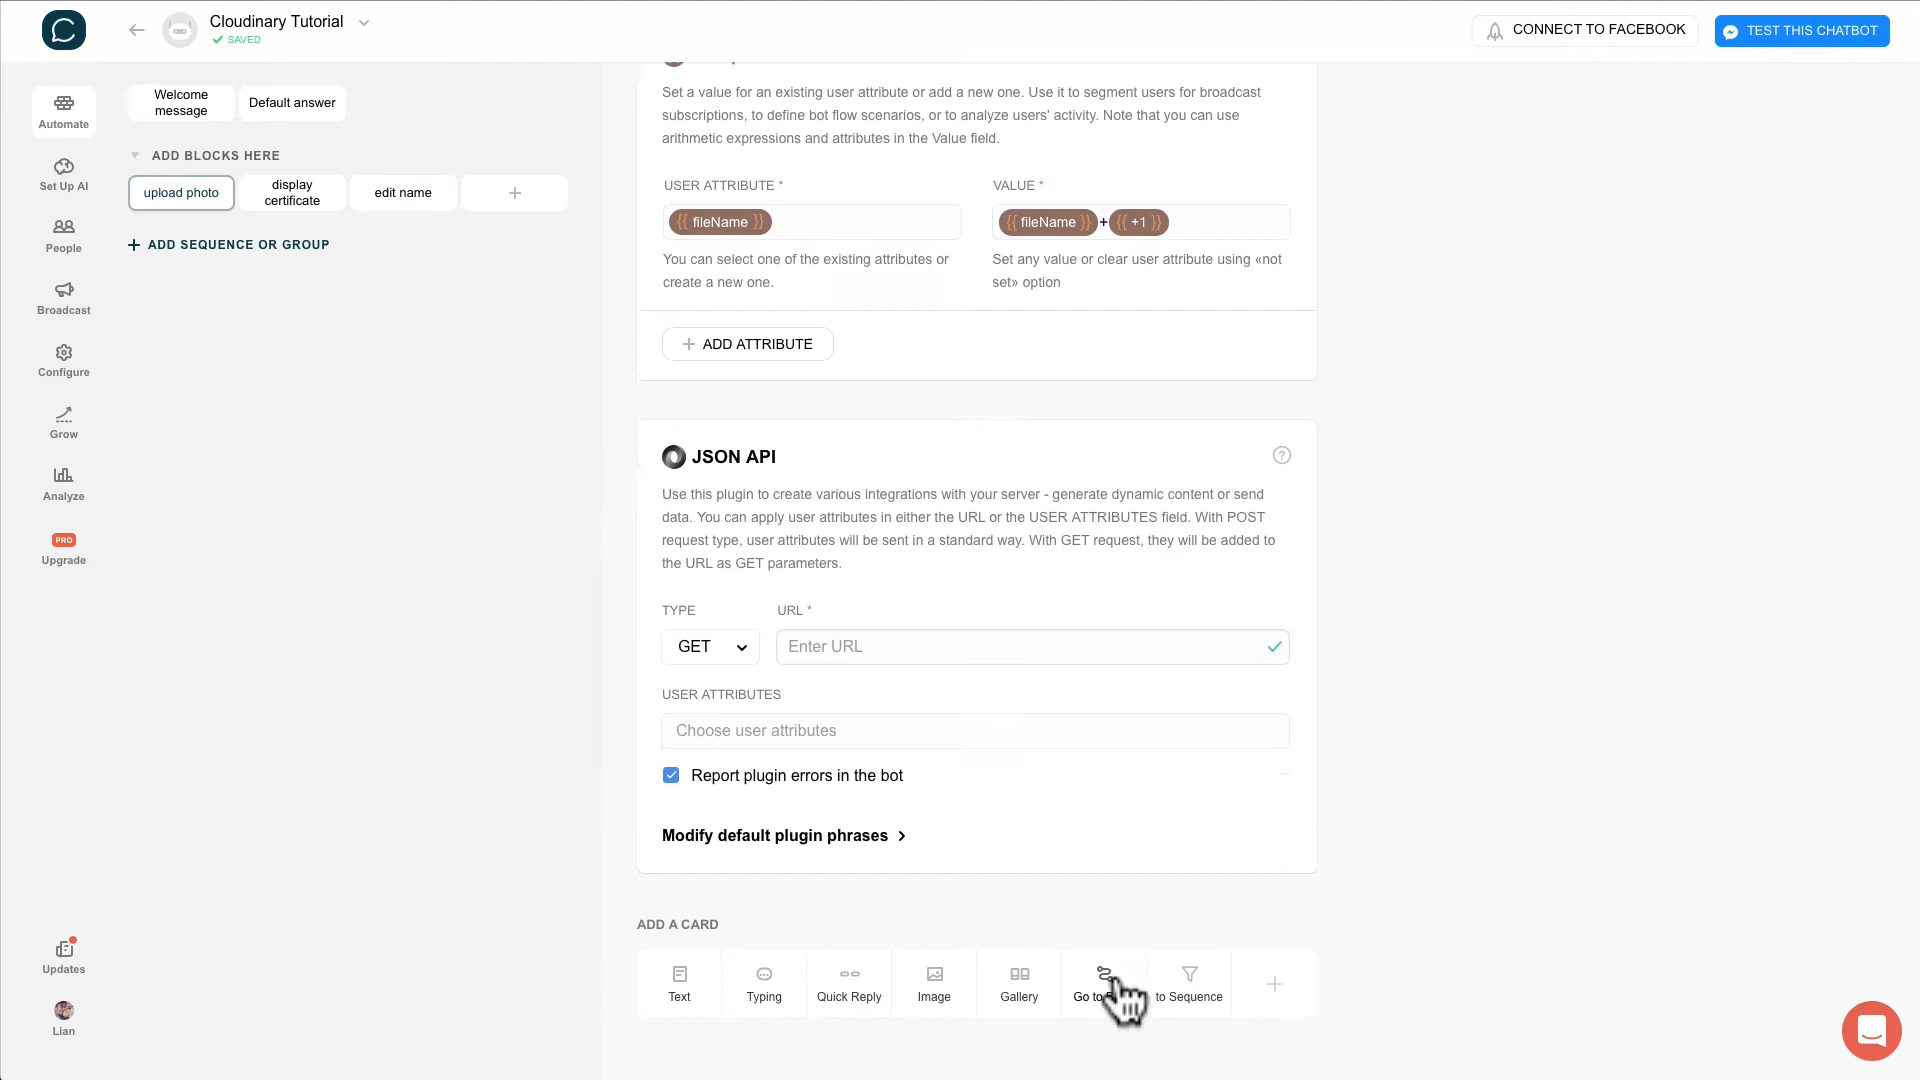 Cloudinary Tutorial
SAVED
CONNECT TO FACEBOOK
TEST THIS CHATBOT
Automate
Set Up AI
People
Broadcast
Configure
Grow
Analyze
PRO
Upgrade
Updates
Lian
Welcome
message
Default answer
ADD BLOCKS HERE
upload photo
display
certificate
edit name
+ ADD SEQUENCE OR GROUP
Set a value for an existing user attribute or add a new one. Use it to segment users for broadcast
subscriptions, to define bot flow scenarios, or to analyze users' activity. Note that you can use
arithmetic expressions and attributes in the Value field.
USER ATTRIBUTE *
VALUE *
{{ fileName }}
{{ fileName }} + {{ +1 }}
You can select one of the existing attributes or
create a new one.
Set any value or clear user attribute using «not
set» option
+ ADD ATTRIBUTE
JSON API
?
Use this plugin to create various integrations with your server - generate dynamic content or send
data. You can apply user attributes in either the URL or the USER ATTRIBUTES field. With POST
request type, user attributes will be sent in a standard way. With GET request, they will be added to
the URL as GET parameters.
TYPE
URL *
GET
Enter URL
USER ATTRIBUTES
Choose user attributes
Report plugin errors in the bot
Modify default plugin phrases >
ADD A CARD
Text
Typing
Quick Reply
Image
Gallery
Go to
to Sequence